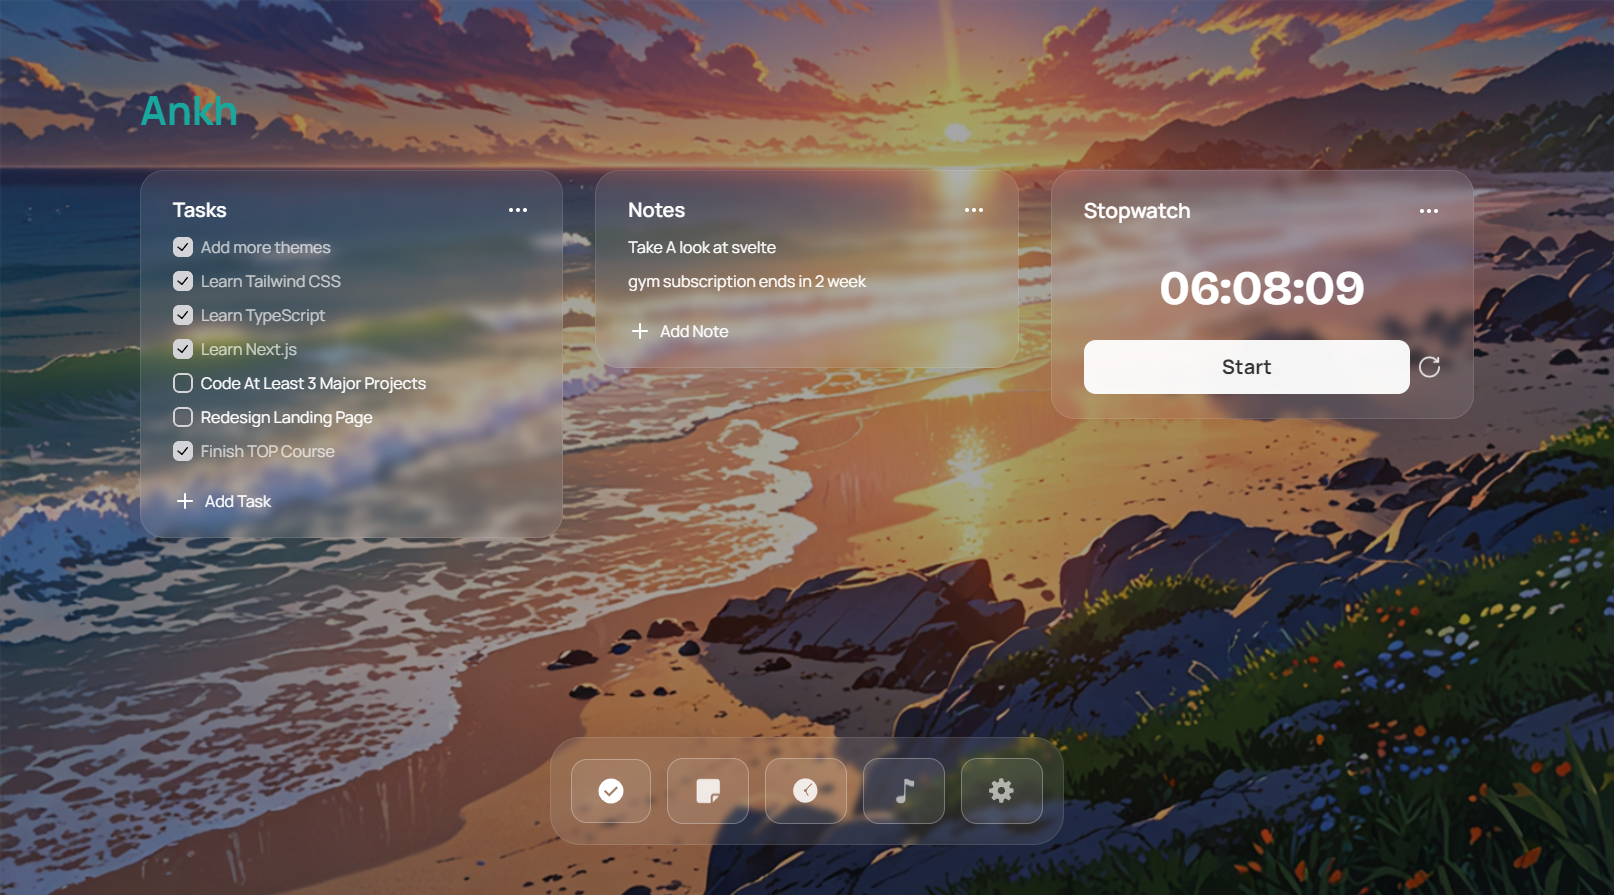 Ankh
Tasks
Add more themes
Learn Tailwind CSS
Learn TypeScript
Learn Next.js
Code At Least 3 Major Projects
Redesign Landing Page
Finish TOP Course
Add Task
Notes
Take A look at svelte
gym subscription ends in 2 week
Add Note
Stopwatch
06:08:09
Start